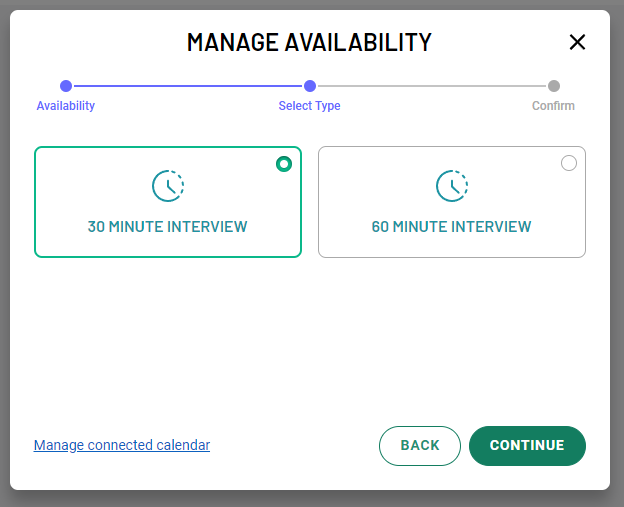 MANAGE AVAILABILITY
Availability
Select Type
Confirm
30 MINUTE INTERVIEW
60 MINUTE INTERVIEW
Manage connected calendar
BACK
CONTINUE